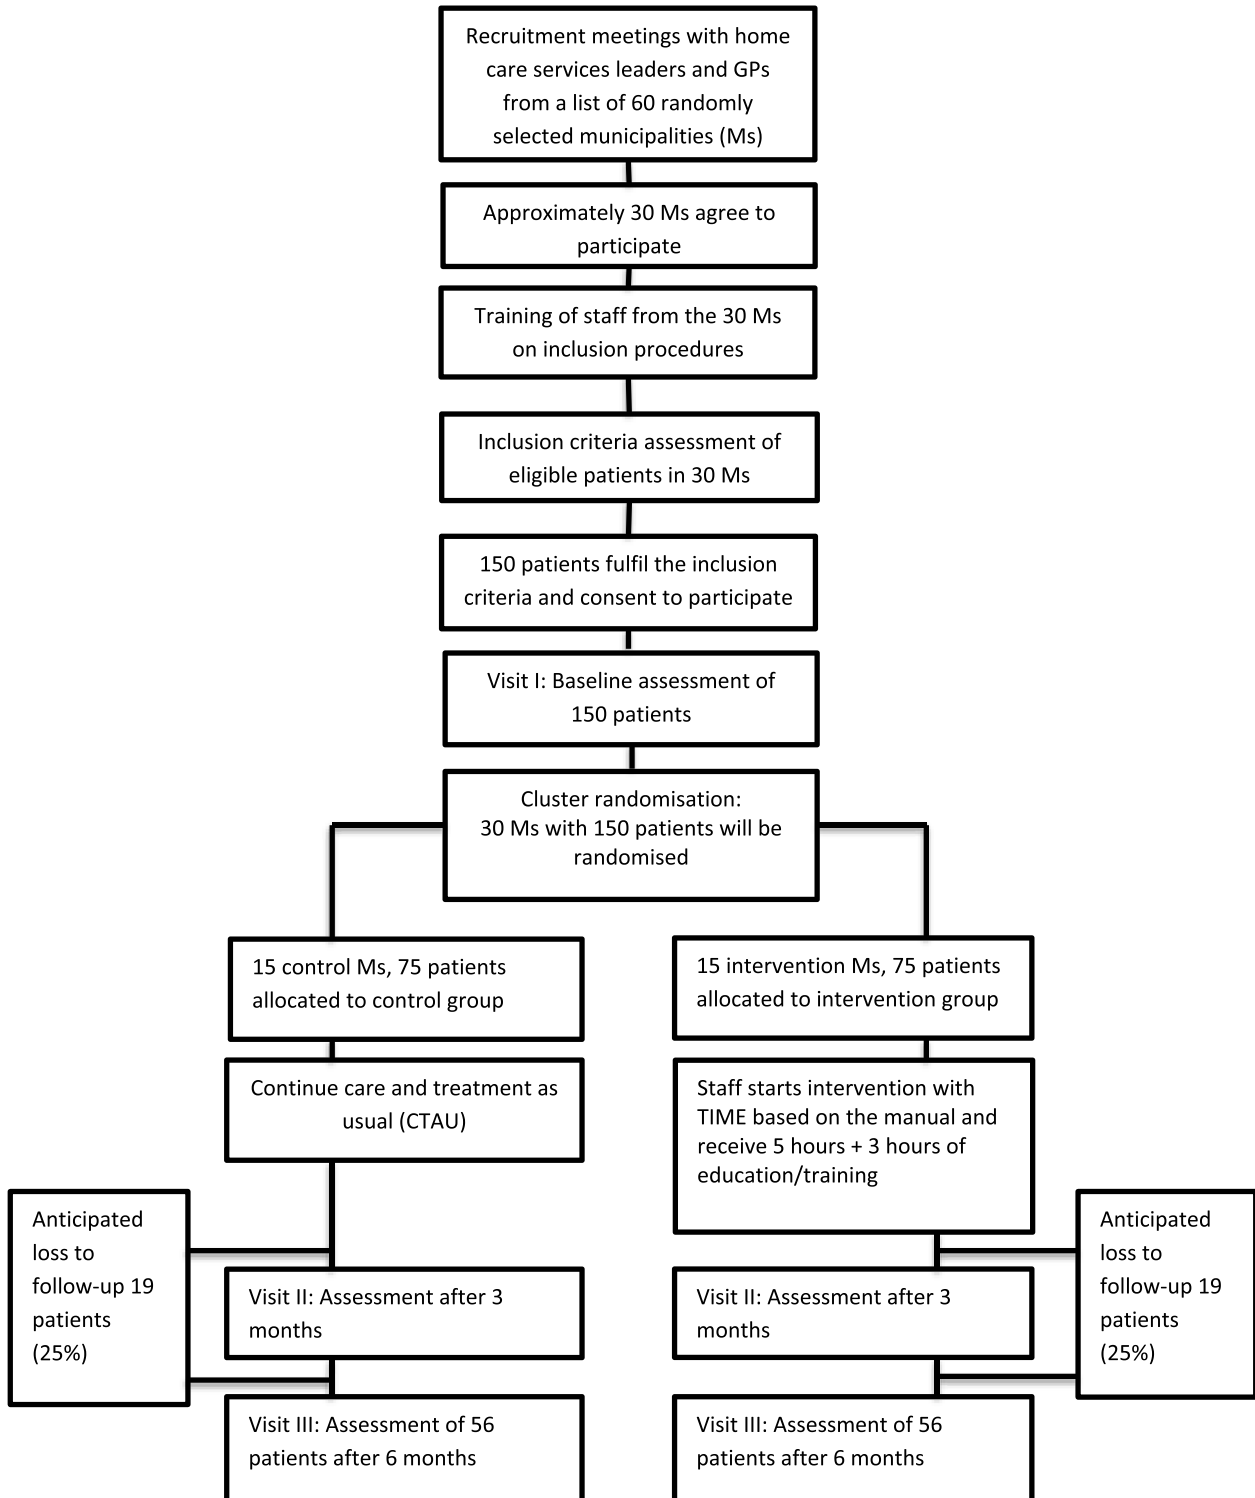 Recruitment meetings with home
care services leaders and GPs
from a list of 60 randomly
selected municipalities (Ms)
Approximately 30 Ms agree to
participate
Training of staff from the 30 Ms
on inclusion procedures
Inclusion criteria assessment of
eligible patients in 30 Ms
150 patients fulfil the inclusion
criteria and consent to participate
Visit I: Baseline assessment of
150 patients
Cluster randomisation:
30 Ms with 150 patients will be
randomised
15 control Ms, 75 patients
allocated to control group
15 intervention Ms, 75 patients
allocated to intervention group
Continue care and treatment as
usual (CTAU)
Staff starts intervention with
TIME based on the manual and
receive 5 hours + 3 hours of
education/training
Anticipated
loss to
follow-up 19
patients
(25%)
Anticipated
loss to
follow-up 19
patients
(25%)
Visit II: Assessment after 3
months
Visit II: Assessment after 3
months
Visit III: Assessment of 56
patients after 6 months
Visit III: Assessment of 56
patients after 6 months